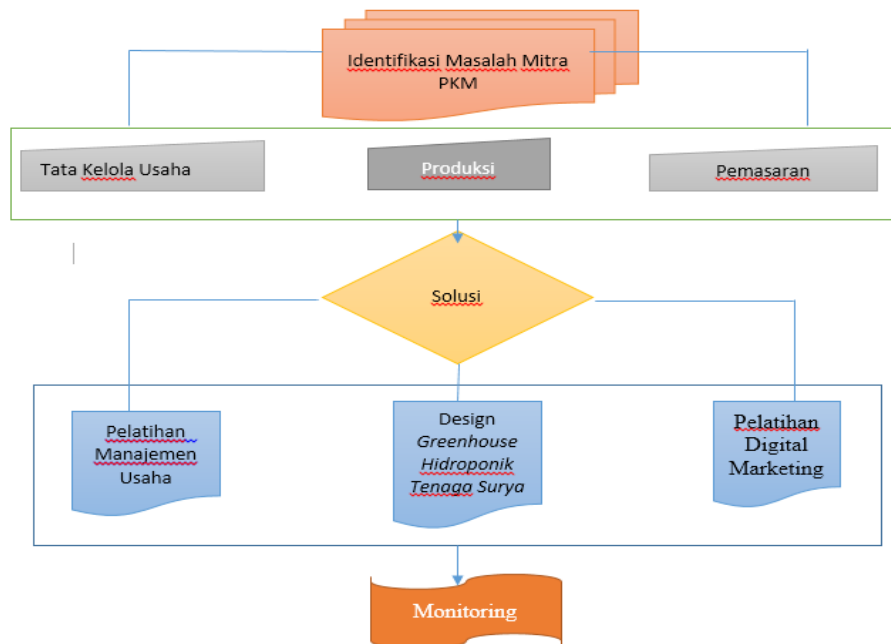 Identifikasi Masalah Mitra
PKM
Tata Kelola Usaha
Produksi
Pemasaran
Solusi
Pelatihan
Manajemen
Usaha
Design
Greenhouse
Hidroponik
Tenaga Surya
Pelatihan
Digital
Marketing
Monitoring